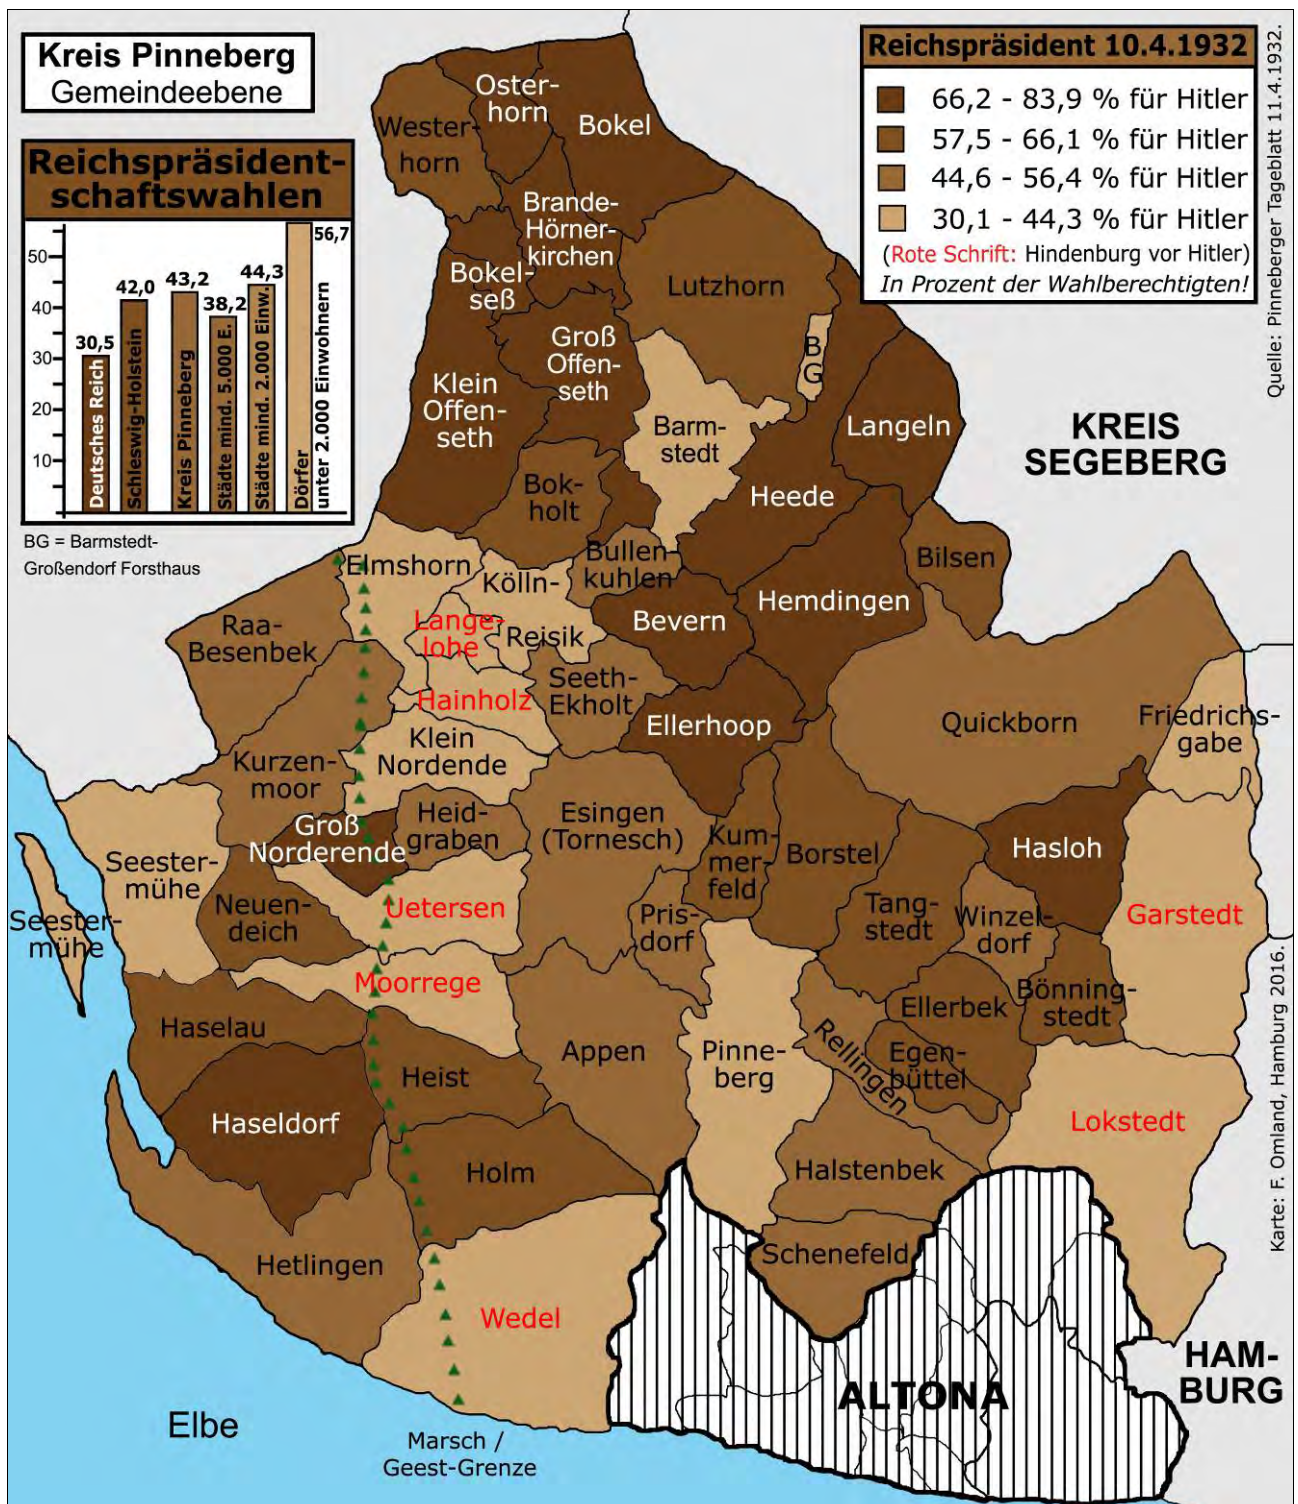 Kreis Pinneberg
Gemeindeebene
Reichspräsident-
schaftswahlen
50
40
30
20
10
30,5
42,0
43,2
38,2
44,3
56,7
Deutsches Reich
Schleswig-Holstein
Kreis Pinneberg
Städte mind. 5.000 E.
Städte mind. 2.000 Einw.
Dörfer
unter 2.000 Einwohnern
BG = Barmstedt-
Großendorf Forsthaus
Reichspräsident 10.4.1932
66,2 - 83,9 % für Hitler
57,5 - 66,1 % für Hitler
44,6 - 56,4 % für Hitler
30,1 - 44,3 % für Hitler
(Rote Schrift: Hindenburg vor Hitler)
In Prozent der Wahlberechtigten!
Quelle: Pinneberger Tageblatt 11.4.1932.
Oster-
horn
Bokel
Wester-
horn
Brande-
Hörner-
kirchen
Bokel-
seß
Lutzhorn
Groß
Offen-
seth
B
G
Klein
Offen-
seth
Barm-
stedt
Langeln
KREIS
SEGEBERG
Bok-
holt
Heede
Bullen-
kuhlen
Bilsen
Elmshorn
Kölln-
Reisik
Hemdingen
Bevern
Lange-
lohe
Raa-
Besenbek
Seeth-
Ekholt
Hainholz
Ellerhoop
Quickborn
Friedrichs-
gabe
Klein
Nordende
Kurzen-
moor
Heid-
graben
Esingen
(Tornesch)
Groß
Norderende
Kum-
mer-
feld
Borstel
Hasloh
Seester-
mühe
Seester-
mühe
Neuen-
deich
Uetersen
Pris-
dorf
Tang-
stedt
Winzel-
dorf
Garstedt
Moorrege
Ellerbek
Bönning-
stedt
Haselau
Heist
Appen
Pinne-
berg
Rellingen
Egen-
büttel
Haseldorf
Lokstedt
Holm
Halstenbek
Hetlingen
Schenefeld
Wedel
HAM-
BURG
ALTONA
Elbe
Marsch /
Geest-Grenze
Karte: F. Omland, Hamburg 2016.